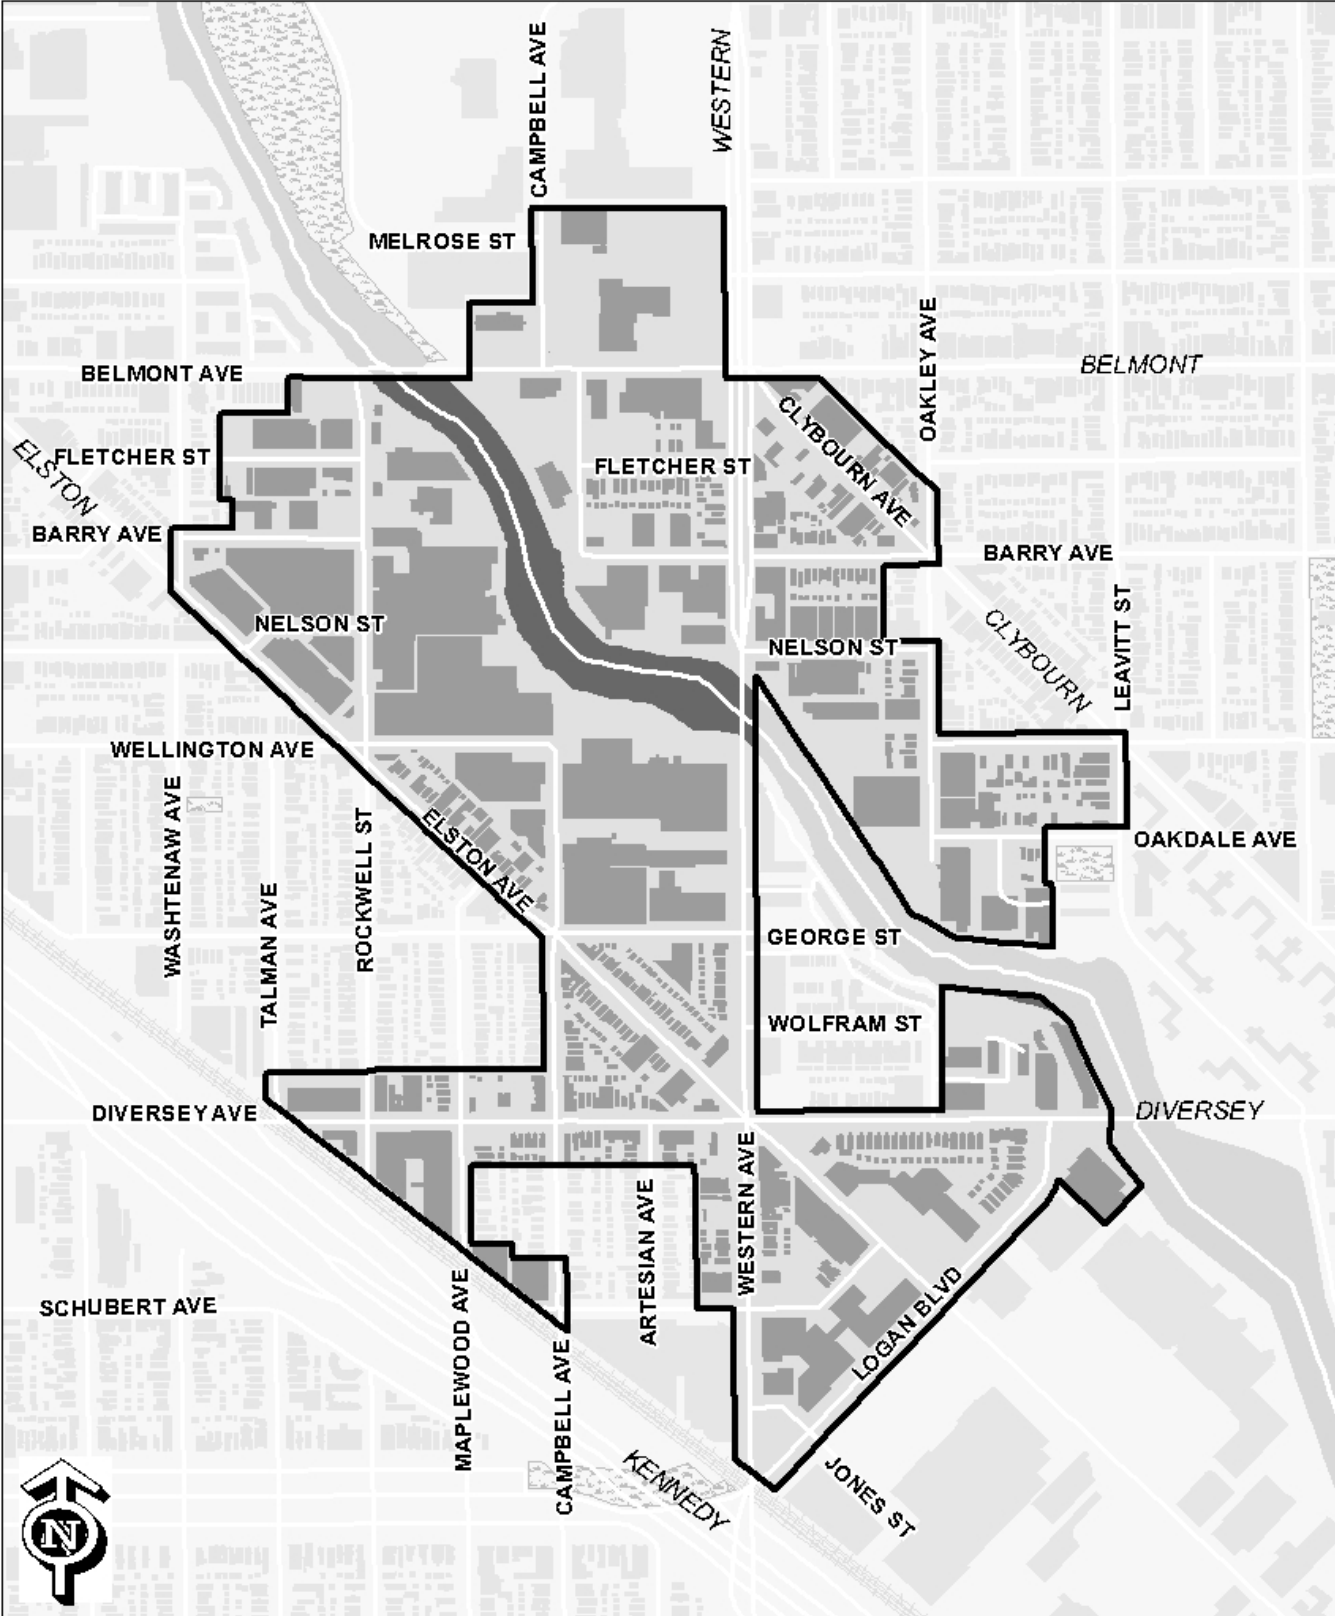 CAMPBELL AVE
WESTERN
MELROSE ST
OAKLEY AVE
BELMONT
BELMONT AVE
CLYBOURN AVE
ELSTON
FLETCHER ST
FLETCHER ST
BARRY AVE
BARRY AVE
LEAVITT ST
NELSON ST
CLYBOURN
NELSON ST
WELLINGTON AVE
WASHTENAW AVE
ROCKWELL ST
ELSTON AVE
OAKDALE AVE
TALMAN AVE
GEORGE ST
WOLFRAM ST
DIVERSEY AVE
DIVERSEY
WESTERN AVE
ARTESIAN AVE
SCHUBERT AVE
MAPLEWOOD AVE
LOGAN BLVD
CAMPBELL AVE
KENNEDY
JONES ST
N